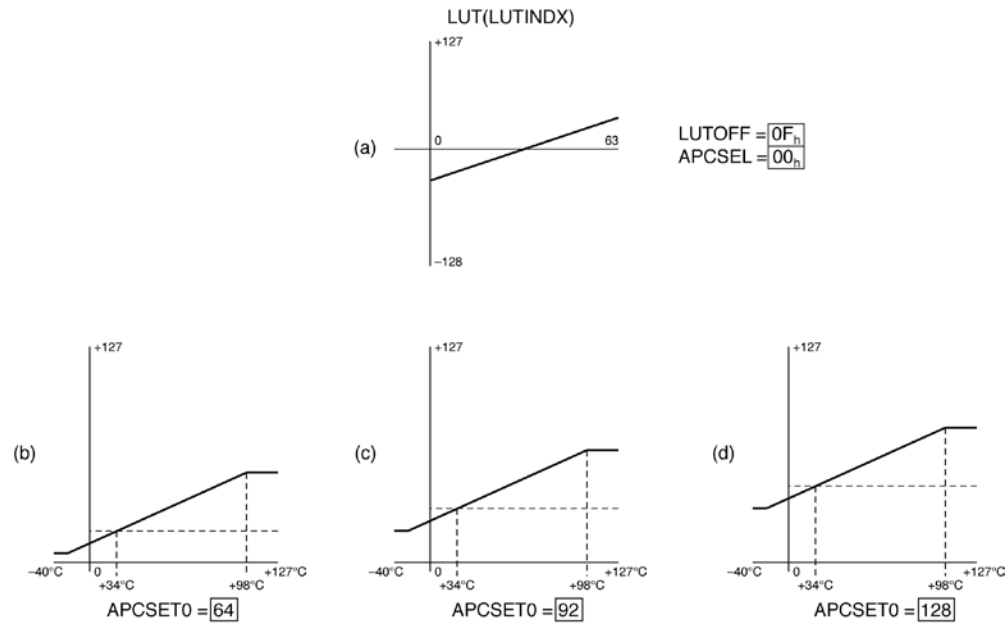 LUT(LUTINDX)
+127
(a)
0
63
−128
LUTOFF = 0Fh
APCSEL = 00h
(b)
+127
−40°C
0
+34°C
+98°C
+127°C
APCSET0 = 64
(c)
+127
−40°C
0
+34°C
+98°C
+127°C
APCSET0 = 92
(d)
+127
−40°C
0
+34°C
+98°C
+127°C
APCSET0 = 128